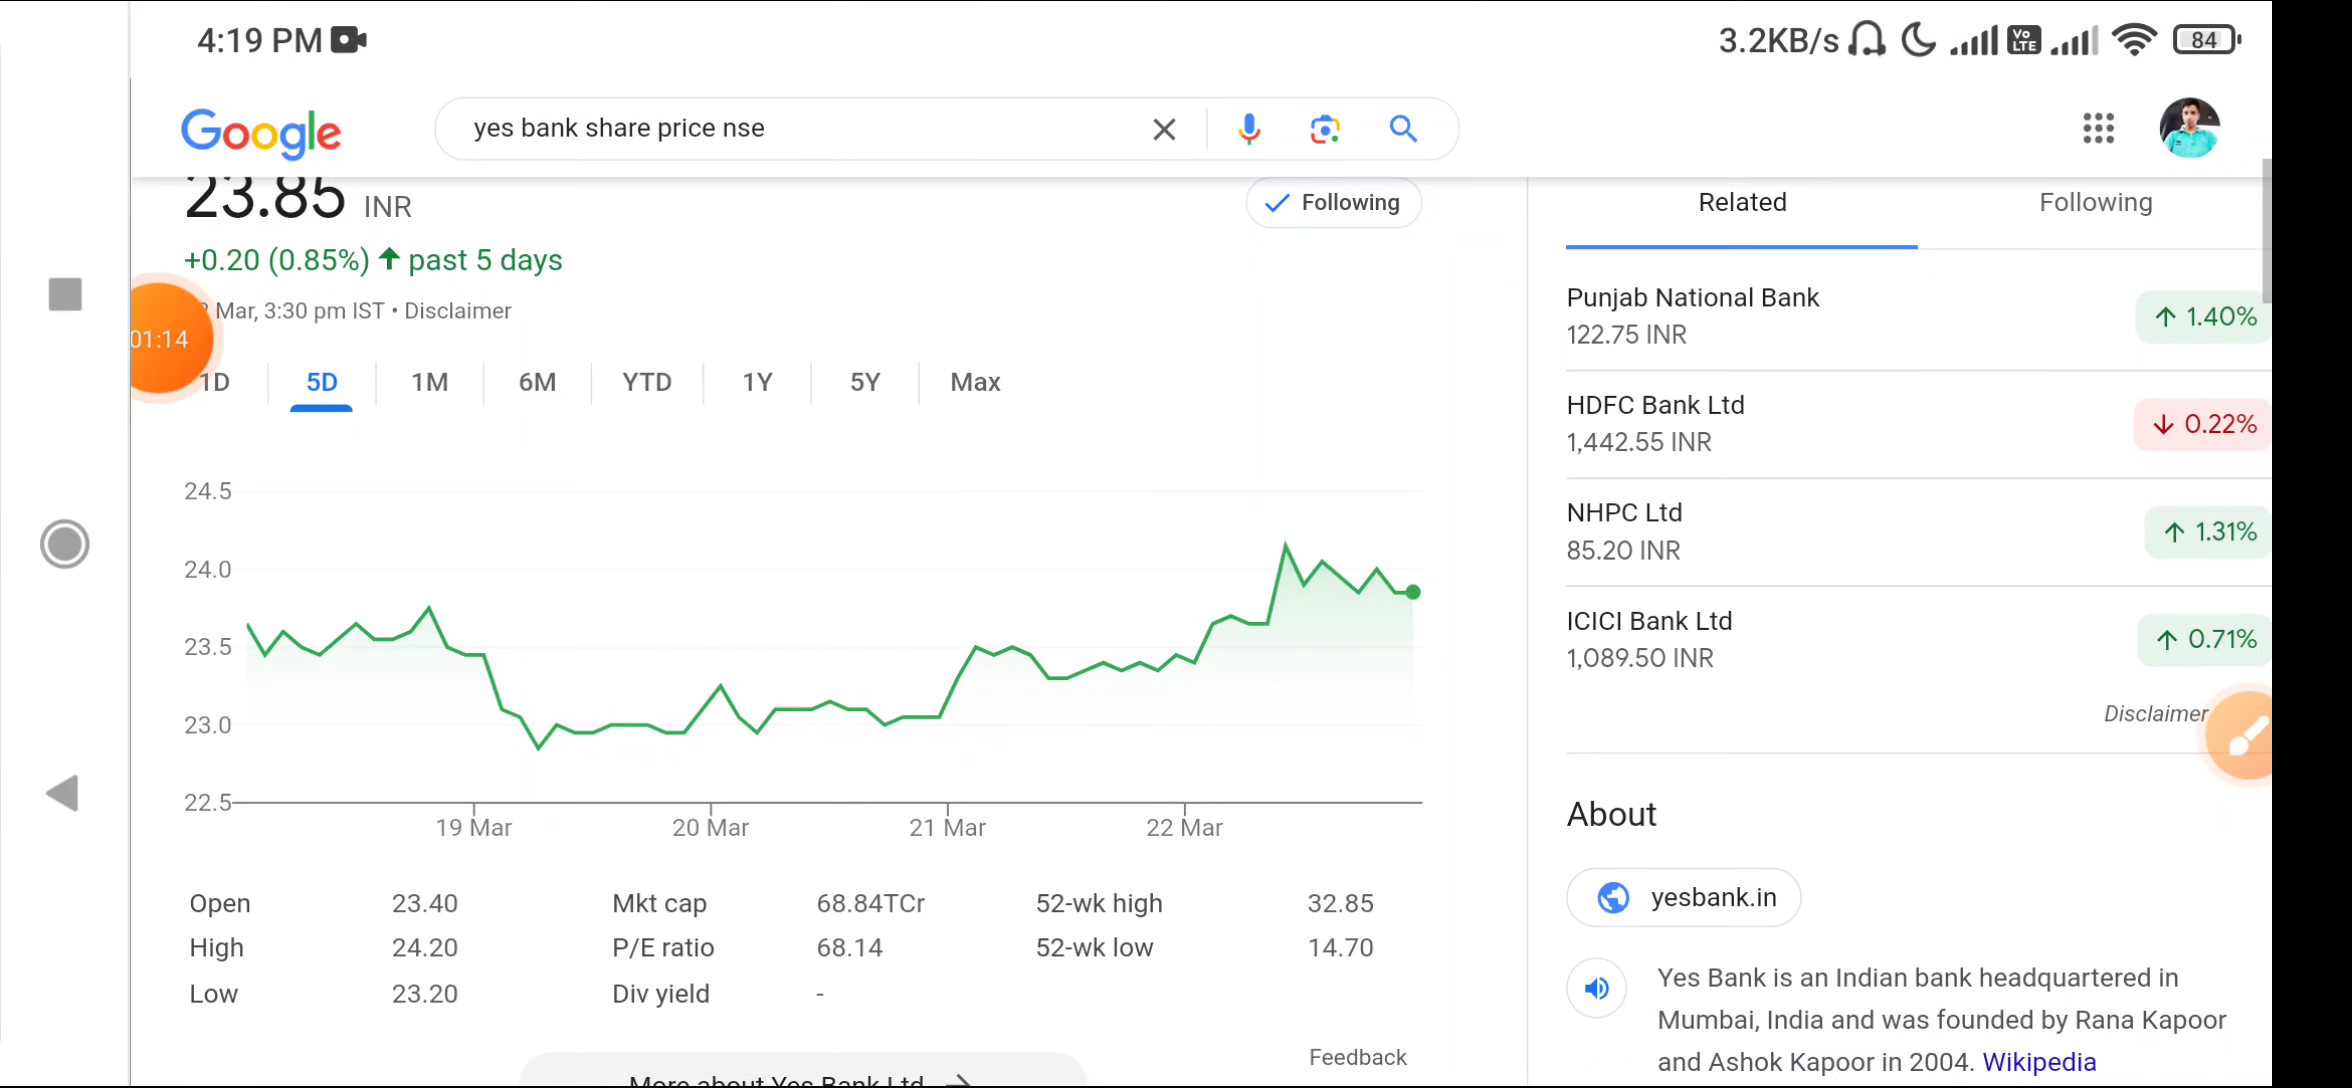 4:19 PM
3.2KB/s
Vo
LTE
84
Google
yes bank share price nse
23.85 INR
Following
+0.20 (0.85%) past 5 days
Mar, 3:30 pm IST • Disclaimer
01:14
1D
5D
1M
6M
YTD
1Y
5Y
Max
24.5
24.0
23.5
23.0
22.5
19 Mar
20 Mar
21 Mar
22 Mar
Open 23.40 Mkt cap 68.84TCr 52-wk high 32.85
High 24.20 P/E ratio 68.14 52-wk low 14.70
Low 23.20 Div yield -
Feedback
More about Yes Bank Ltd
Related
Following
Punjab National Bank
122.75 INR
1.40%
HDFC Bank Ltd
1,442.55 INR
0.22%
NHPC Ltd
85.20 INR
1.31%
ICICI Bank Ltd
1,089.50 INR
0.71%
Disclaimer
About
yesbank.in
Yes Bank is an Indian bank headquartered in
Mumbai, India and was founded by Rana Kapoor
and Ashok Kapoor in 2004. Wikipedia